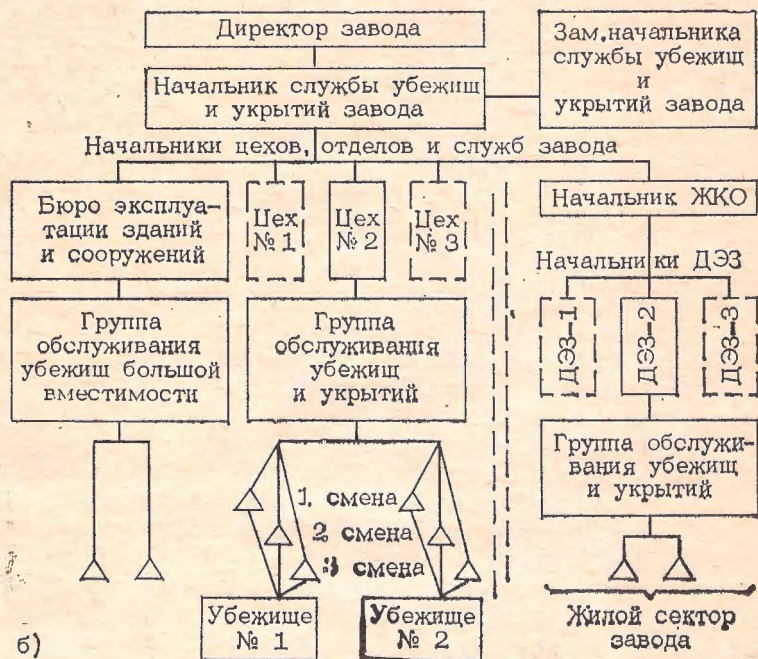 Директор завода
Зам.начальника
службы убежищ
и
укрытий завода
Начальник службы убежищ
и укрытий завода
Начальники цехов, отделов и служб завода
Бюро эксплуа-
тации зданий
и сооружений
Цех
№ 1
Цех
№ 2
Цех
№ 3
Начальник ЖКО
Начальники ДЭЗ
ДЭЗ-1
ДЭЗ-2
ДЭЗ-3
Группа
обслуживания
убежищ большой
вместимости
Группа
обслуживания
убежищ
и укрытий
Группа обслужи-
вания убежищ
и укрытий
1 смена
2 смена
3 смена
Убежище
№ 1
Убежище
№ 2
Жилой сектор
завода
б)